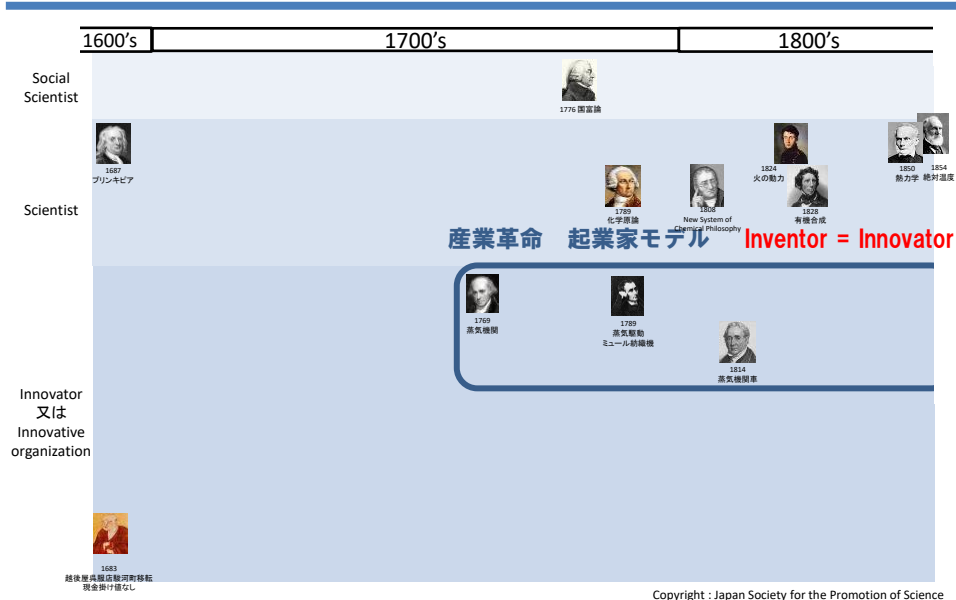 1600's
1700's
1800's
Social
Scientist
1776 国富論
Scientist
1687
プリンキピア
1789
化学原論
1808
New System of
Chemical Philosophy
1824
火の動力
1828
有機合成
1850
熱力学
1854
絶対温度
産業革命 起業家モデル Inventor = Innovator
1769
蒸気機関
1789
蒸気駆動
ミュール紡織機
1814
蒸気機関車
Innovator
又は
Innovative
organization
1683
越後屋呉服店駿河町移転
現金掛け値なし
Copyright : Japan Society for the Promotion of Science